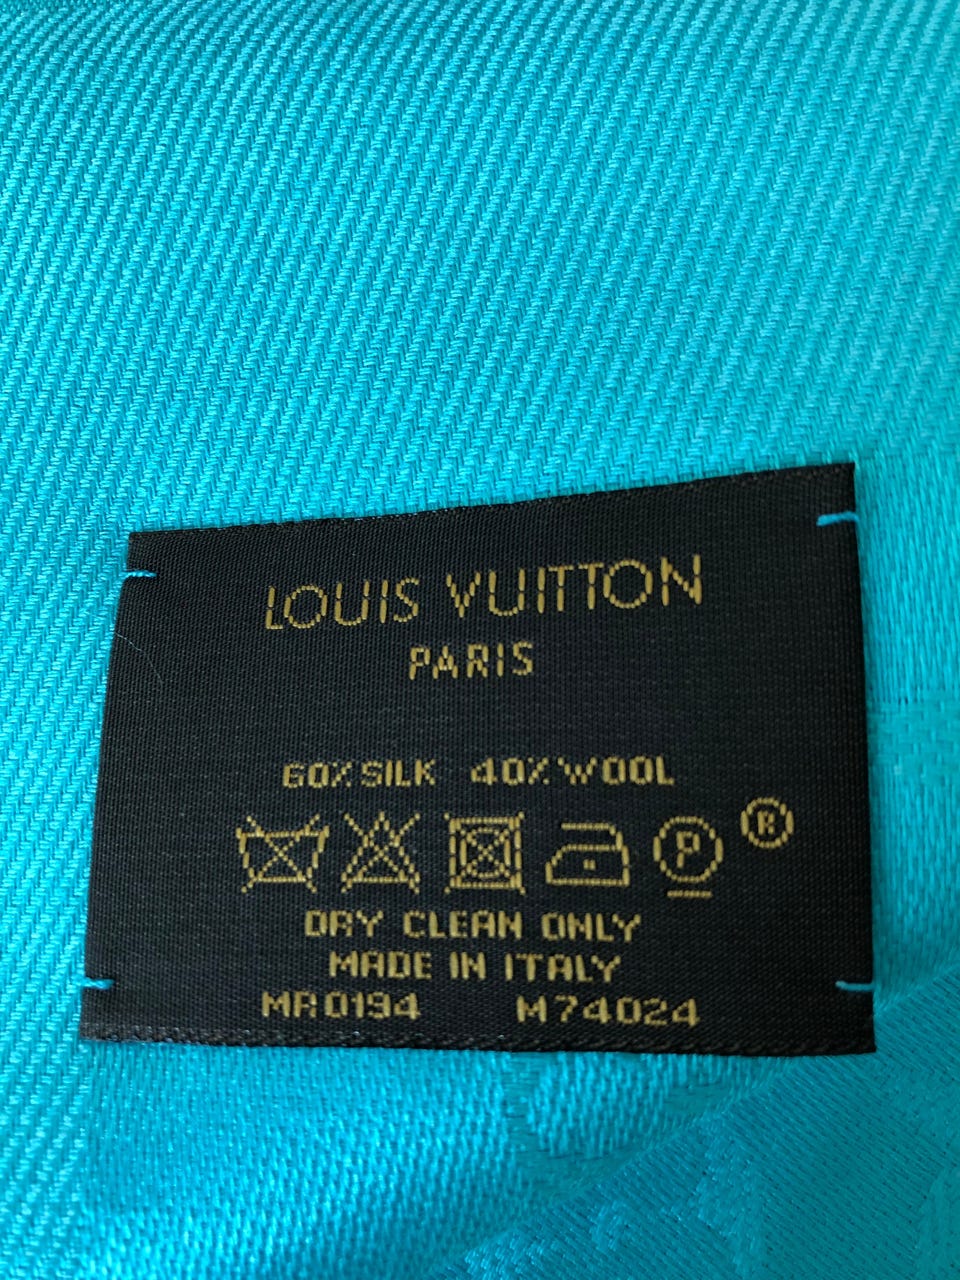 LOUIS VUITTON
PARIS
60% SILK 40% WOOL
P ®
DRY CLEAN ONLY
MADE IN ITALY
MR0194 M74024